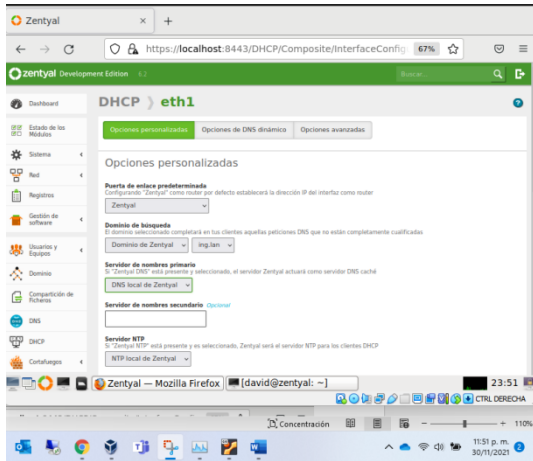 Zentyal
https://localhost:8443/DHCP/Composite/InterfaceConfig
67%
zentyal Development Edition 6.2
Buscar...
Dashboard
Estado de los
Módulos
Sistema
Red
Registros
Gestión de
software
Usuarios y
Equipos
Dominio
Compartición de
ficheros
DNS
DHCP
Cortafuegos
DHCP eth1
Opciones personalizadas Opciones de DNS dinámico Opciones avanzadas
Opciones personalizadas
Puerta de enlace predeterminada
Configurando "Zentyal" como router por defecto establecerá la dirección IP del interfaz como router
Zentyal
Dominio de búsqueda
El dominio seleccionado completará en tus clientes aquellas peticiones DNS que no están completamente cualificadas
Dominio de Zentyal ing.lan
Servidor de nombres primario
Si "Zentyal DNS" está presente y seleccionado, el servidor Zentyal actuará como servidor DNS caché
DNS local de Zentyal
Servidor de nombres secundario Opcional
Servidor NTP
Si "Zentyal NTP" está presente y es seleccionado, Zentyal será el servidor NTP para los clientes DHCP
NTP local de Zentyal
Zentyal — Mozilla Firefox [david@zentyal: ~] 23:51
CTRL DERECHA
Concentración 110%
11:51 p. m.
30/11/2021